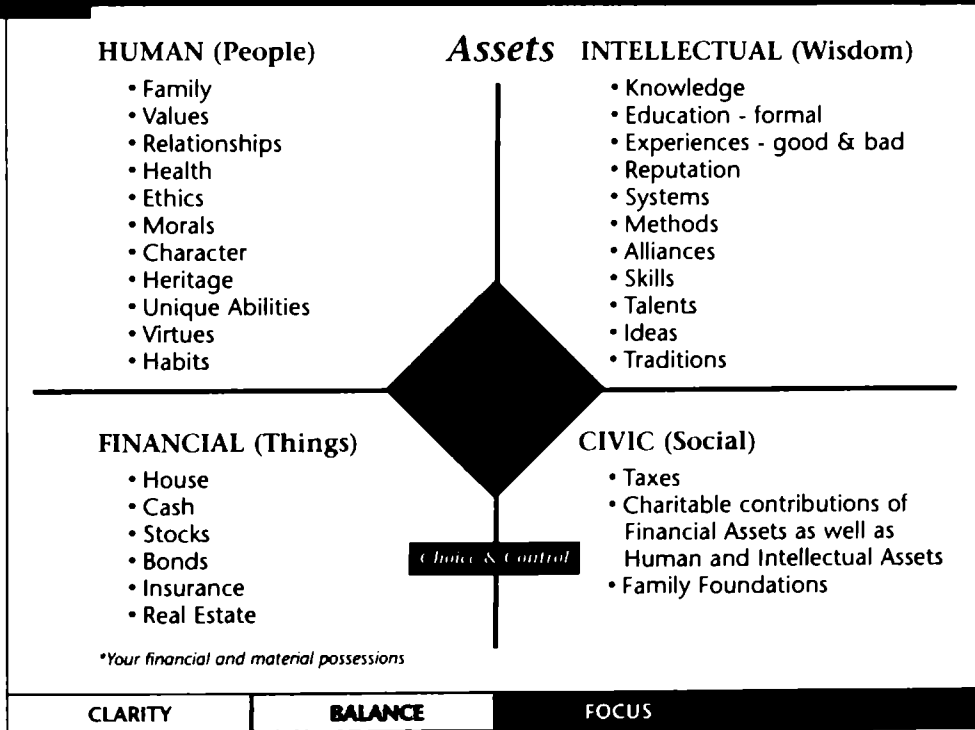 Assets
HUMAN (People)
• Family
• Values
• Relationships
• Health
• Ethics
• Morals
• Character
• Heritage
• Unique Abilities
• Virtues
• Habits
INTELLECTUAL (Wisdom)
• Knowledge
• Education - formal
• Experiences - good & bad
• Reputation
• Systems
• Methods
• Alliances
• Skills
• Talents
• Ideas
• Traditions
FINANCIAL (Things)
• House
• Cash
• Stocks
• Bonds
• Insurance
• Real Estate
*Your financial and material possessions
CIVIC (Social)
• Taxes
• Charitable contributions of
Financial Assets as well as
Human and Intellectual Assets
• Family Foundations
Choice & Control
CLARITY
BALANCE
FOCUS